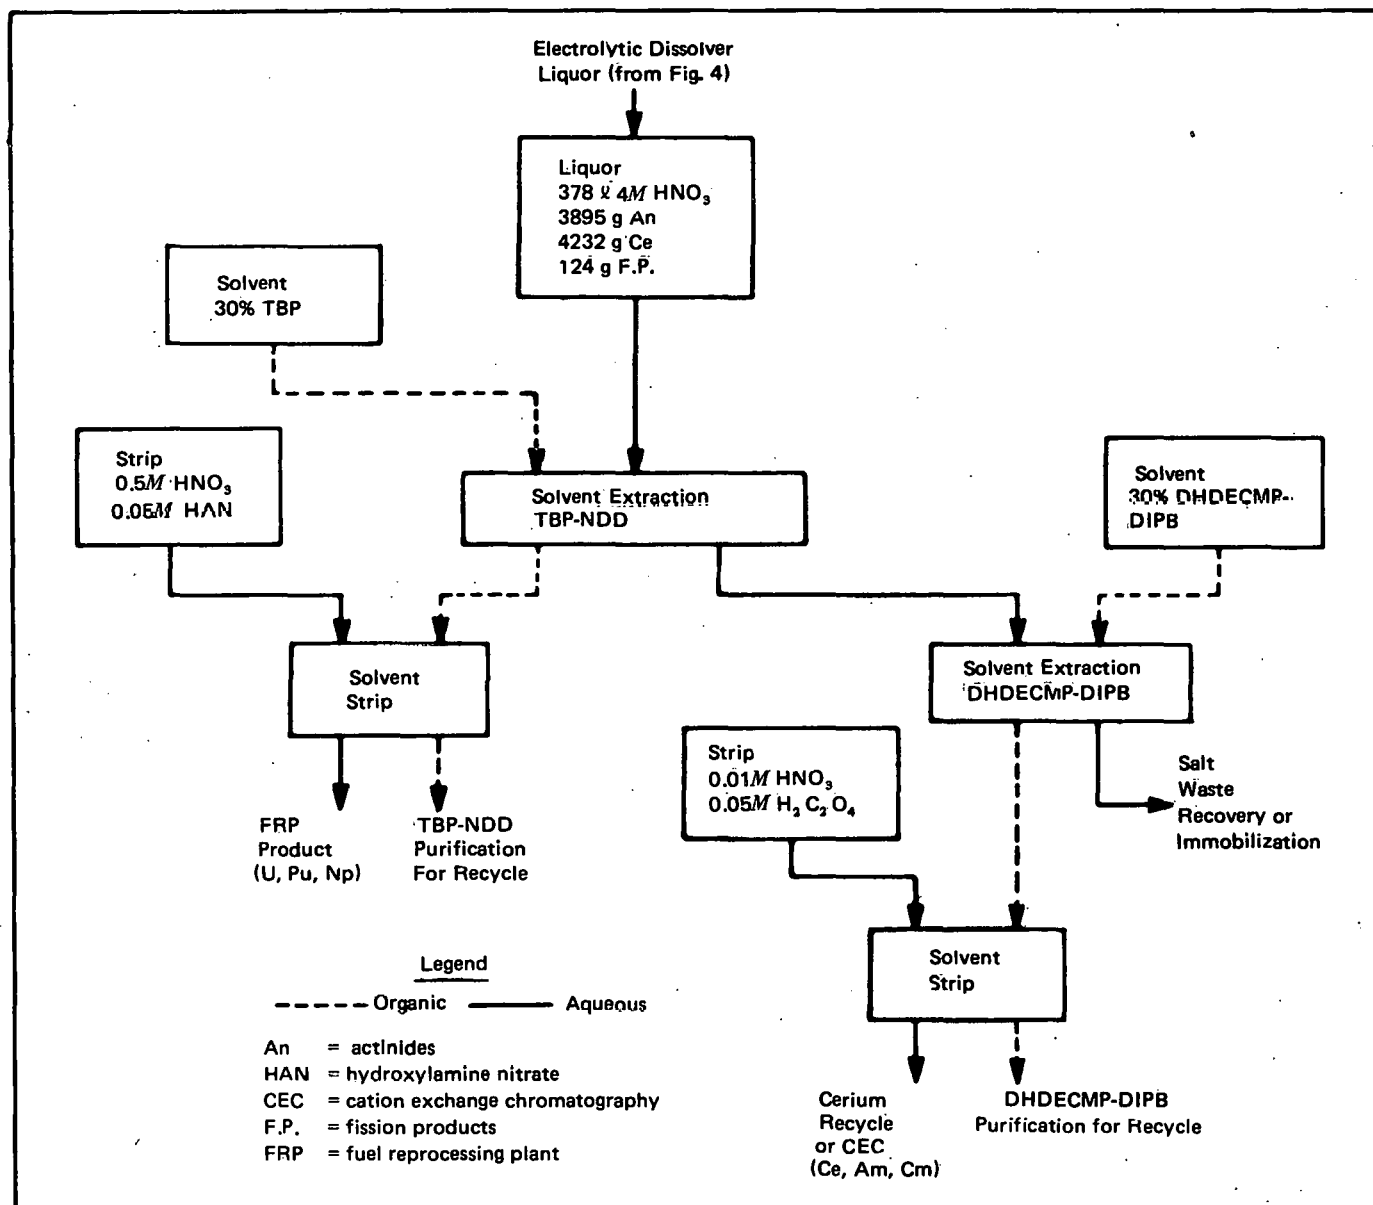 Electrolytic Dissolver
Liquor (from Fig. 4)
Liquor
378 ℓ 4M HNO₃
3895 g An
4232 g Ce
124 g F.P.
Solvent
30% TBP
Strip
0.5M HNO₃
0.05M HAN
Solvent Extraction
TBP-NDD
Solvent
30% DHDECMP-
DIPB
Solvent
Strip
Solvent Extraction
DHDECMP-DIPB
Strip
0.01M HNO₃
0.05M H₂C₂O₄
Salt
Waste
Recovery or
Immobilization
FRP
Product
(U, Pu, Np)
TBP-NDD
Purification
For Recycle
Solvent
Strip
Legend
Organic
Aqueous
An = actinides
HAN = hydroxylamine nitrate
CEC = cation exchange chromatography
F.P. = fission products
FRP = fuel reprocessing plant
Cerium
Recycle
or CEC
(Ce, Am, Cm)
DHDECMP-DIPB
Purification for Recycle